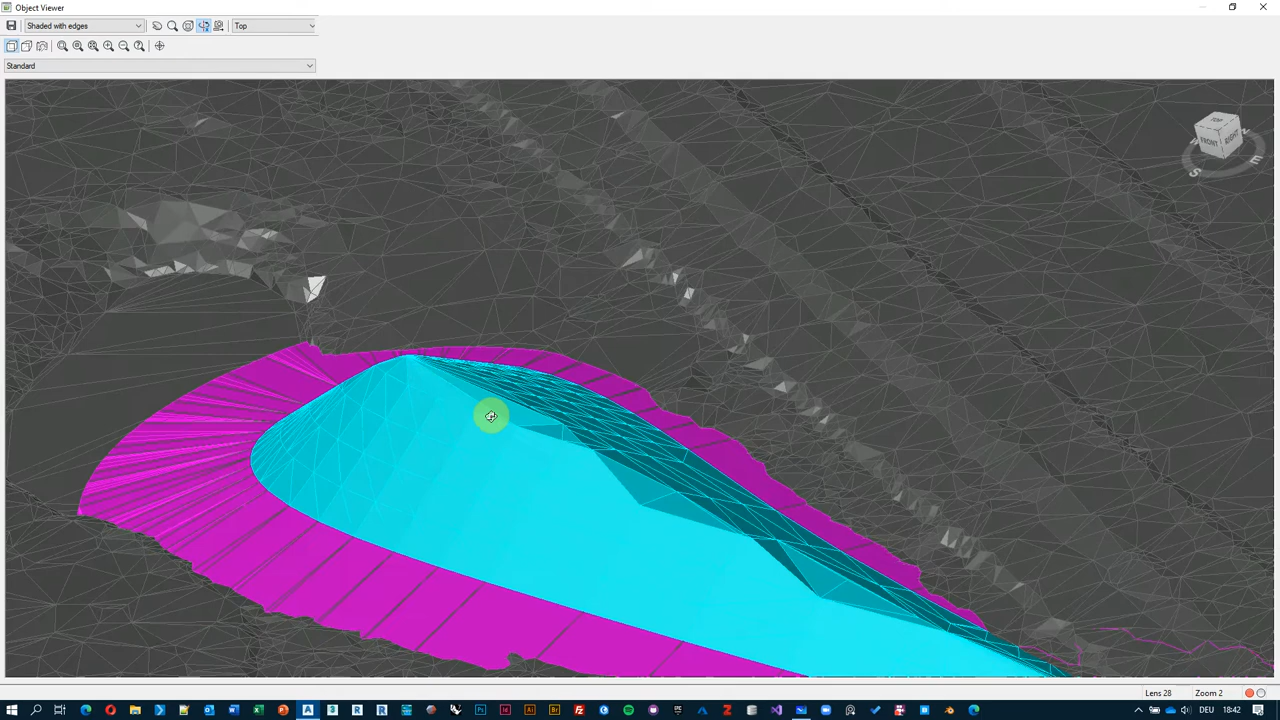 Object Viewer
Shaded with edges
Top
Standard
TOP
FRONT
RIGHT
S
E
Lens 28
Zoom 2
DEU
18:42